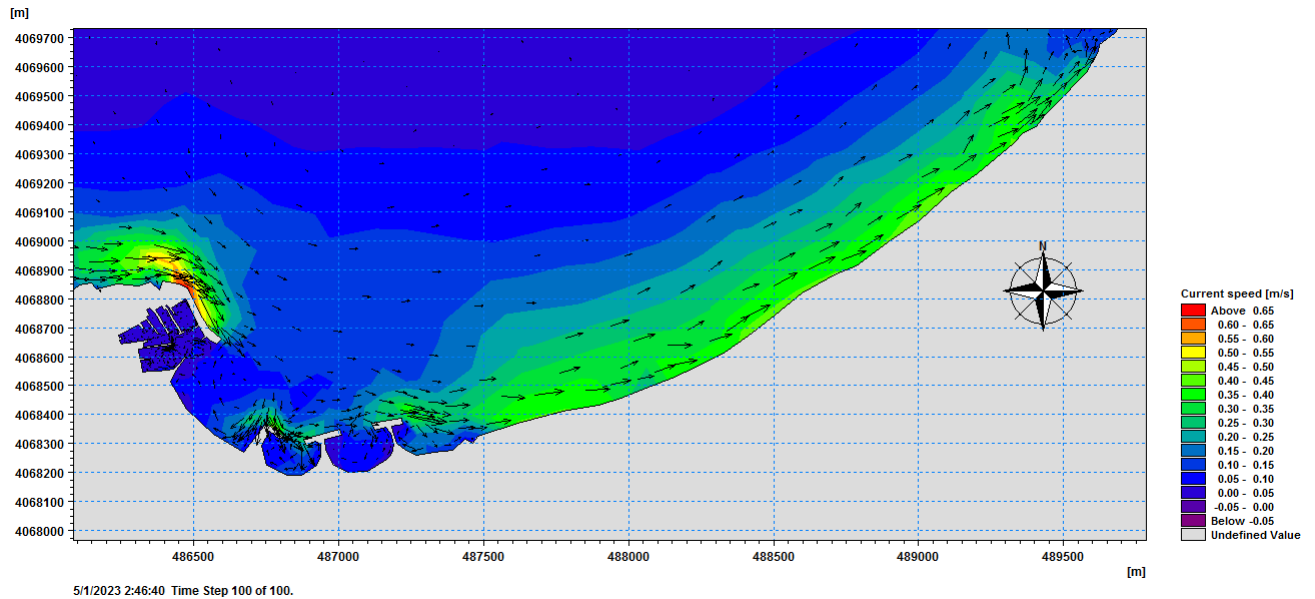 [m]
4069700
4069600
4069500
4069400
4069300
4069200
4069100
4069000
4068900
4068800
4068700
4068600
4068500
4068400
4068300
4068200
4068100
4068000
486500 487000 487500 488000 488500 489000 489500
[m]
N
Current speed [m/s]
Above 0.65
0.60 - 0.65
0.55 - 0.60
0.50 - 0.55
0.45 - 0.50
0.40 - 0.45
0.35 - 0.40
0.30 - 0.35
0.25 - 0.30
0.20 - 0.25
0.15 - 0.20
0.10 - 0.15
0.05 - 0.10
0.00 - 0.05
-0.05 - 0.00
Below -0.05
Undefined Value
5/1/2023 2:46:40 Time Step 100 of 100.